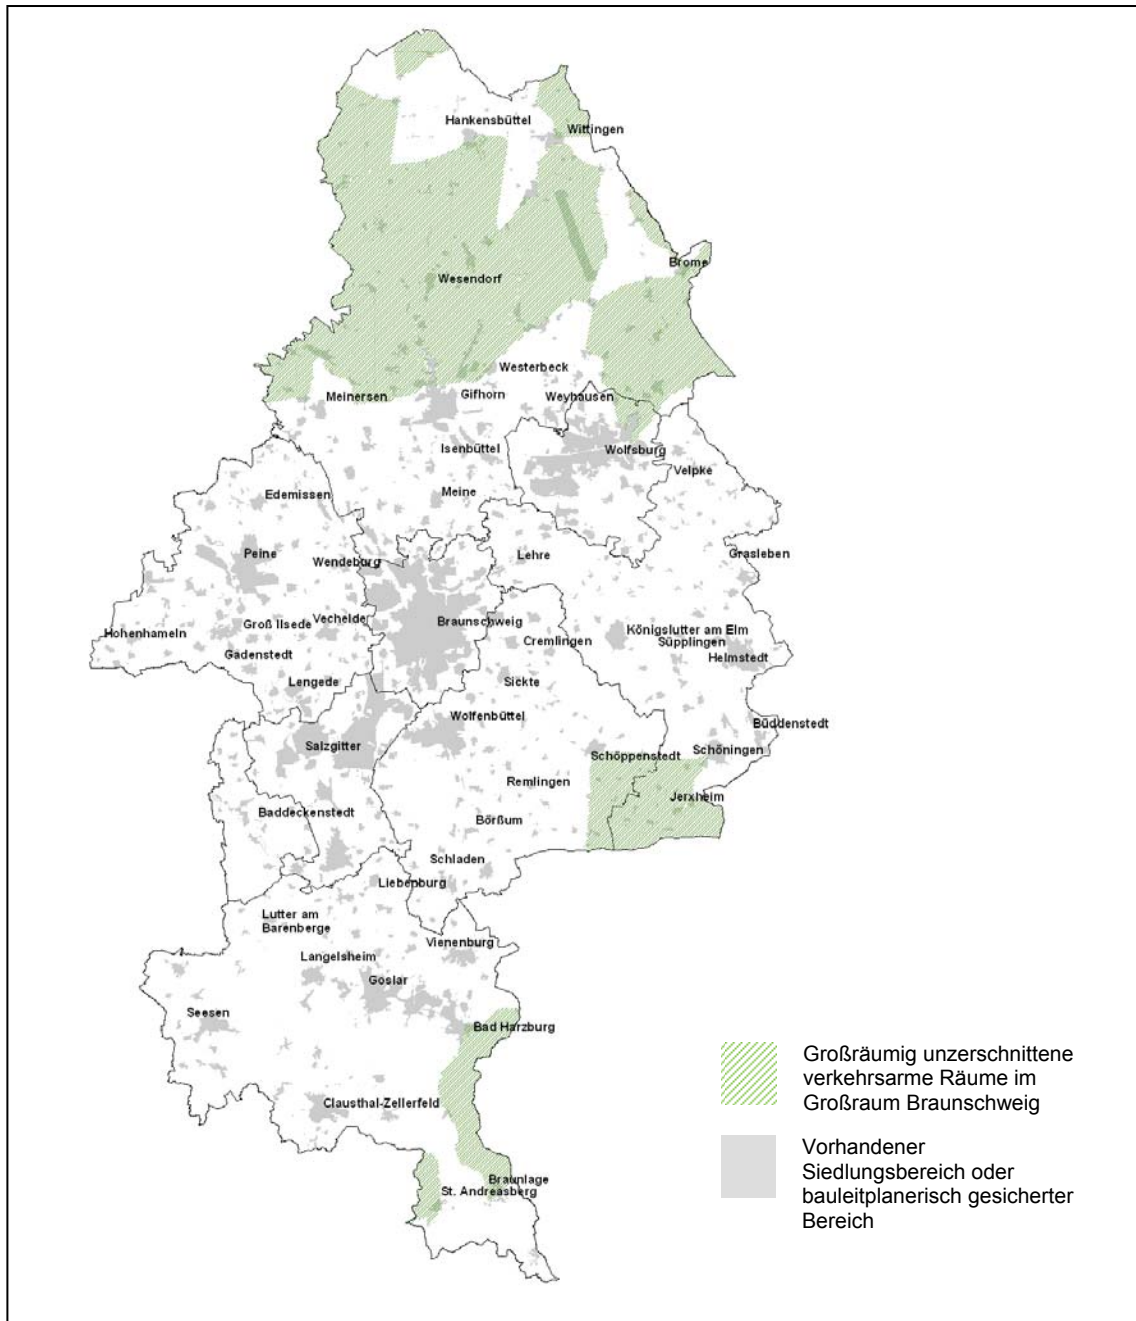 Hankensbüttel
Wittingen
Brome
Wesendorf
Westerbeck
Meinersen
Gifhorn
Weyhausen
Isenbüttel
Wolfsburg
Velpke
Edemissen
Meine
Peine
Wendeburg
Lehre
Grasleben
Hohenhameln
Groß Ilsede
Vechelde
Braunschweig
Cremlingen
Königslutter am Elm
Süpplingen
Helmstedt
Gadenstedt
Lengede
Sickte
Wolfenbüttel
Büddenstedt
Salzgitter
Schöppenstedt
Schöningen
Remlingen
Jerxheim
Baddeckenstedt
Börßum
Schladen
Liebenburg
Lutter am
Barenberge
Vienenburg
Langelsheim
Goslar
Seesen
Bad Harzburg
Clausthal-Zellerfeld
Braunlage
St. Andreasberg
Großräumig unzerschnittene
verkehrsarme Räume im
Großraum Braunschweig
Vorhandener
Siedlungsbereich oder
bauleitplanerisch gesicherter
Bereich